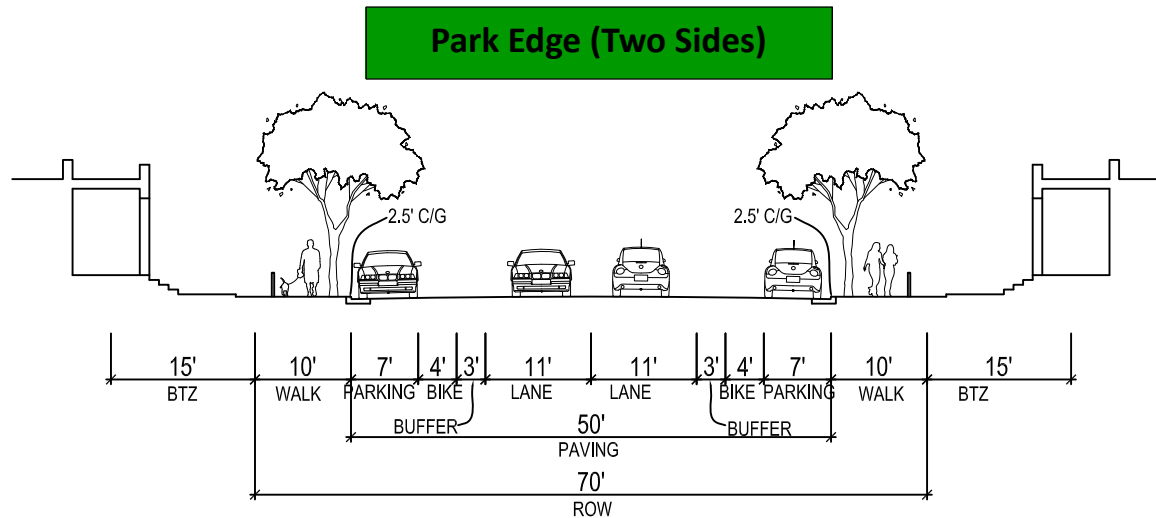 Park Edge (Two Sides)
2.5' C/G
2.5' C/G
15' 10' 7' 4' 3' 11' 11' 3' 4' 7' 10' 15'
BTZ WALK PARKING BIKE LANE LANE BIKE PARKING WALK BTZ
BUFFER 50' BUFFER
PAVING
70'
ROW